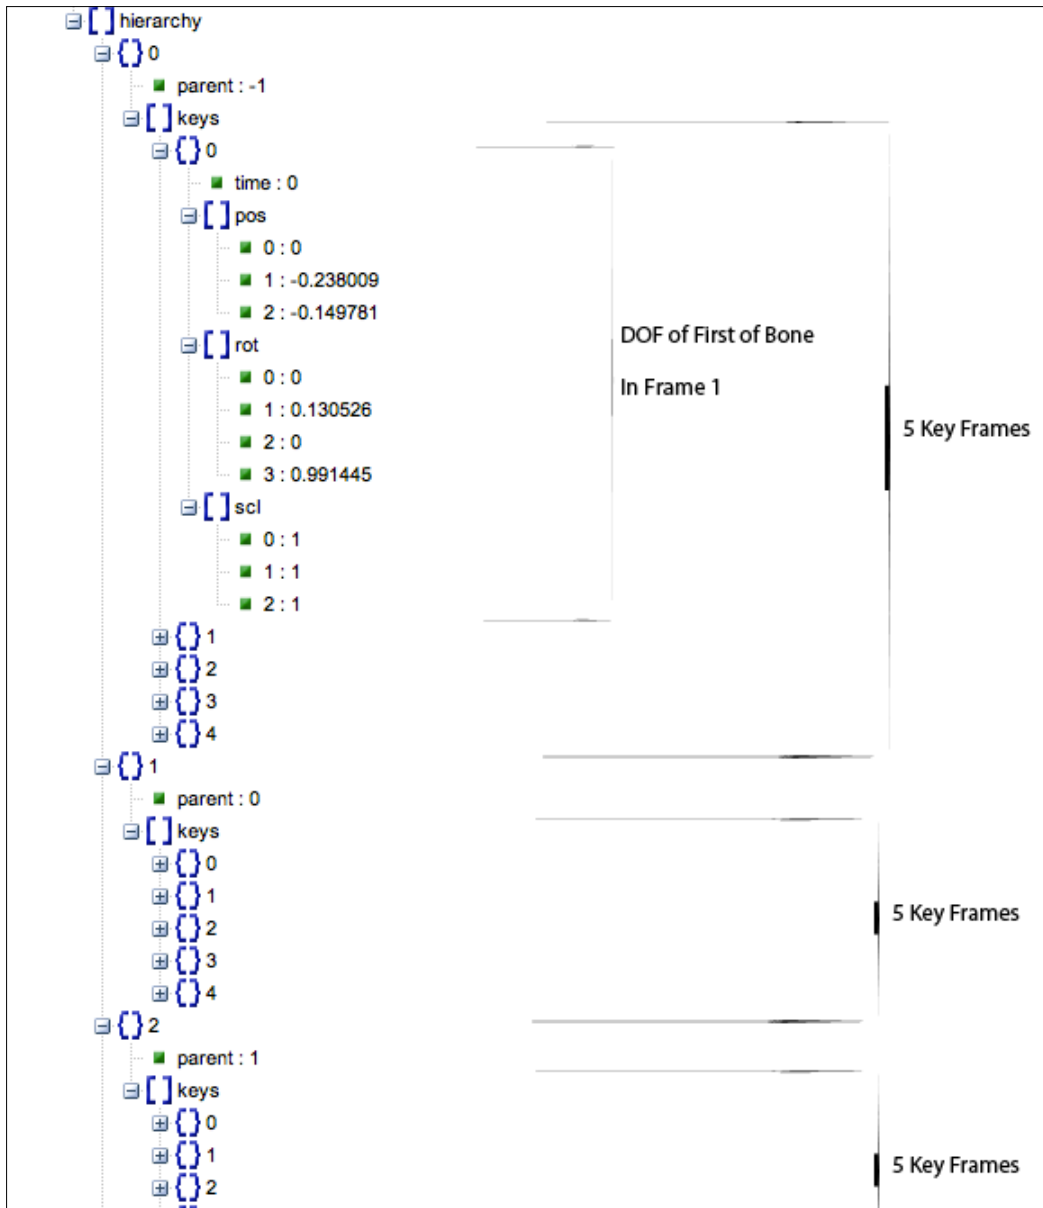 hierarchy
0
parent : -1
keys
0
time : 0
pos
0 : 0
1 : -0.238009
2 : -0.149781
rot
0 : 0
1 : 0.130526
2 : 0
3 : 0.991445
scl
0 : 1
1 : 1
2 : 1
DOF of First of Bone
In Frame 1
5 Key Frames
1
2
3
4
1
parent : 0
keys
0
1
2
3
4
5 Key Frames
2
parent : 1
keys
0
1
2
5 Key Frames